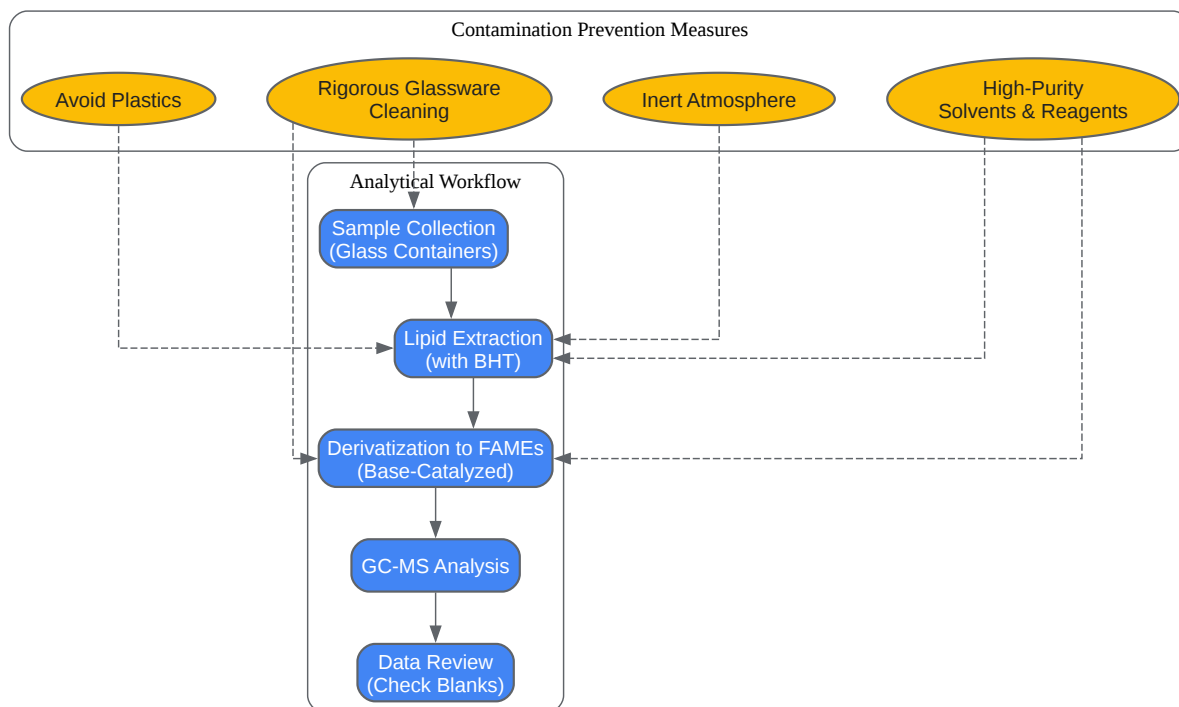 Contamination Prevention Measures
Avoid Plastics
Rigorous Glassware
Cleaning
Inert Atmosphere
High-Purity
Solvents & Reagents
Analytical Workflow
Sample Collection
(Glass Containers)
Lipid Extraction
(with BHT)
Derivatization to FAMEs
(Base-Catalyzed)
GC-MS Analysis
Data Review
(Check Blanks)